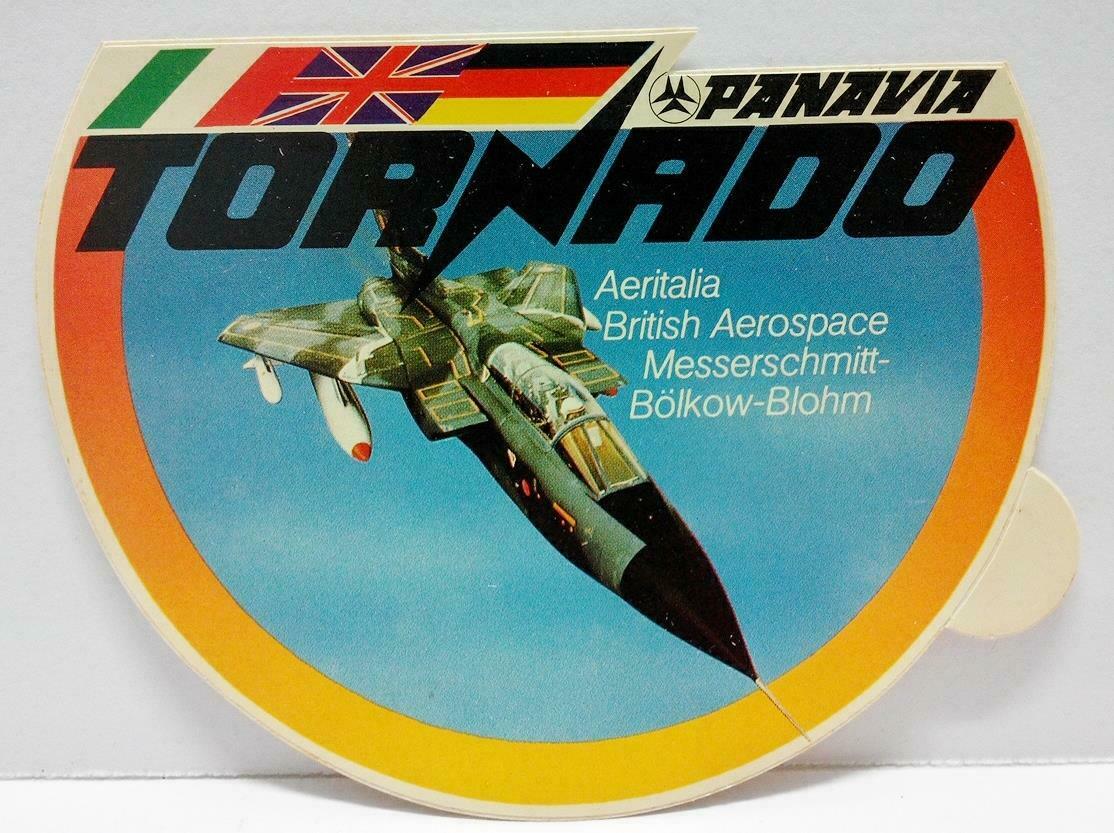 PANAVIA
TORNADO
Aeritalia
British Aerospace
Messerschmitt-
Bölkow-Blohm